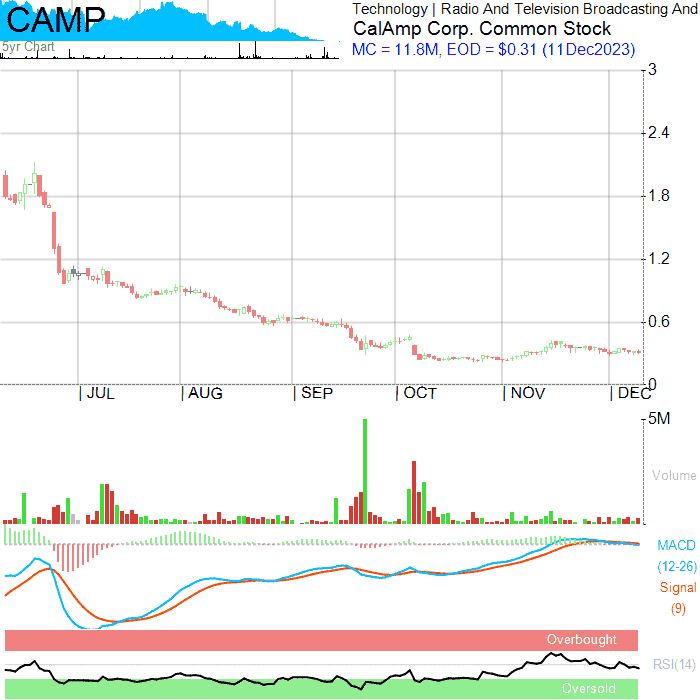 CAMP
5yr Chart
Technology | Radio And Television Broadcasting And
CalAmp Corp. Common Stock
MC = 11.8M, EOD = $0.31 (11Dec2023)
3
2.4
1.8
1.2
0.6
0
| JUL | AUG | SEP | OCT | NOV | DEC
5M
Volume
MACD
(12-26)
Signal
(9)
Overbought
RSI(14)
Oversold